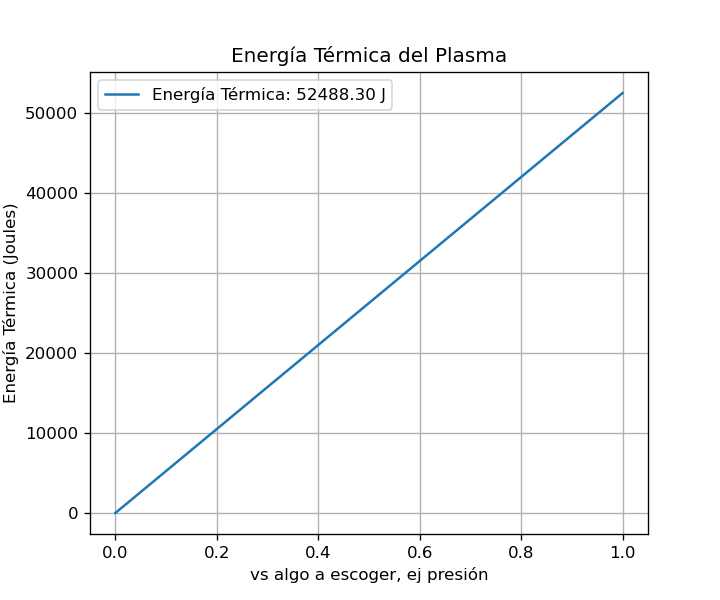 Energía Térmica del Plasma
Energía Térmica: 52488.30 J
Energía Térmica (Joules)
50000
40000
30000
20000
10000
0
0.0 0.2 0.4 0.6 0.8 1.0
vs algo a escoger, ej presión